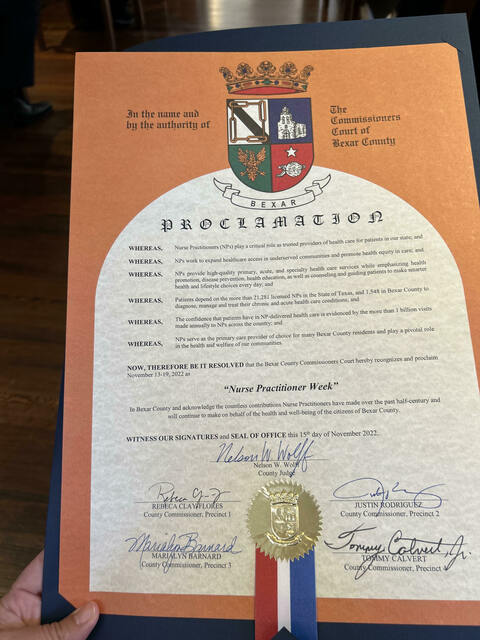 In the name and
by the authority of
The
Commissioners
Court of
Bexar County
BEXAR
PROCLAMATION
WHEREAS, Nurse Practitioners (NPs) play a critical role as trusted providers of health care for patients in our state; and
WHEREAS, NPs work to expand healthcare access in underserved communities and promote health equity in care; and
WHEREAS, NPs provide high-quality primary, acute, and specialty health care services while emphasizing health
promotion, disease prevention, health education, as well as counseling and guiding patients to make smarter
health and lifestyle choices every day; and
WHEREAS, Patients depend on the more than 21,281 licensed NPs in the State of Texas, and 1,548 in Bexar County to
diagnose, manage and treat their chronic and acute health care conditions; and
WHEREAS, The confidence that patients have in NP-delivered health care is evidenced by the more than 1 billion visits
made annually to NPs across the country; and
WHEREAS, NPs serve as the primary care provider of choice for many Bexar County residents and play a pivotal role
in the health and welfare of our communities.
NOW, THEREFORE BE IT RESOLVED that the Bexar County Commissioners Court hereby recognizes and proclaim
November 13-19, 2022 as
"Nurse Practitioner Week"
In Bexar County and acknowledge the countless contributions Nurse Practitioners have made over the past half-century and
will continue to make on behalf of the health and well-being of the citizens of Bexar County.
WITNESS OUR SIGNATURES and SEAL OF OFFICE this 15th day of November 2022.
Nelson W. Wolff
Nelson W. Wolff
County Judge
REBECA CLAY-FLORES
County Commissioner, Precinct 1
JUSTIN RODRIGUEZ
County Commissioner, Precinct 2
Marialyn Barnard
MARIALYN BARNARD
County Commissioner, Precinct 3
Tommy Calvert, Jr.
TOMMY CALVERT
County Commissioner, Precinct 4